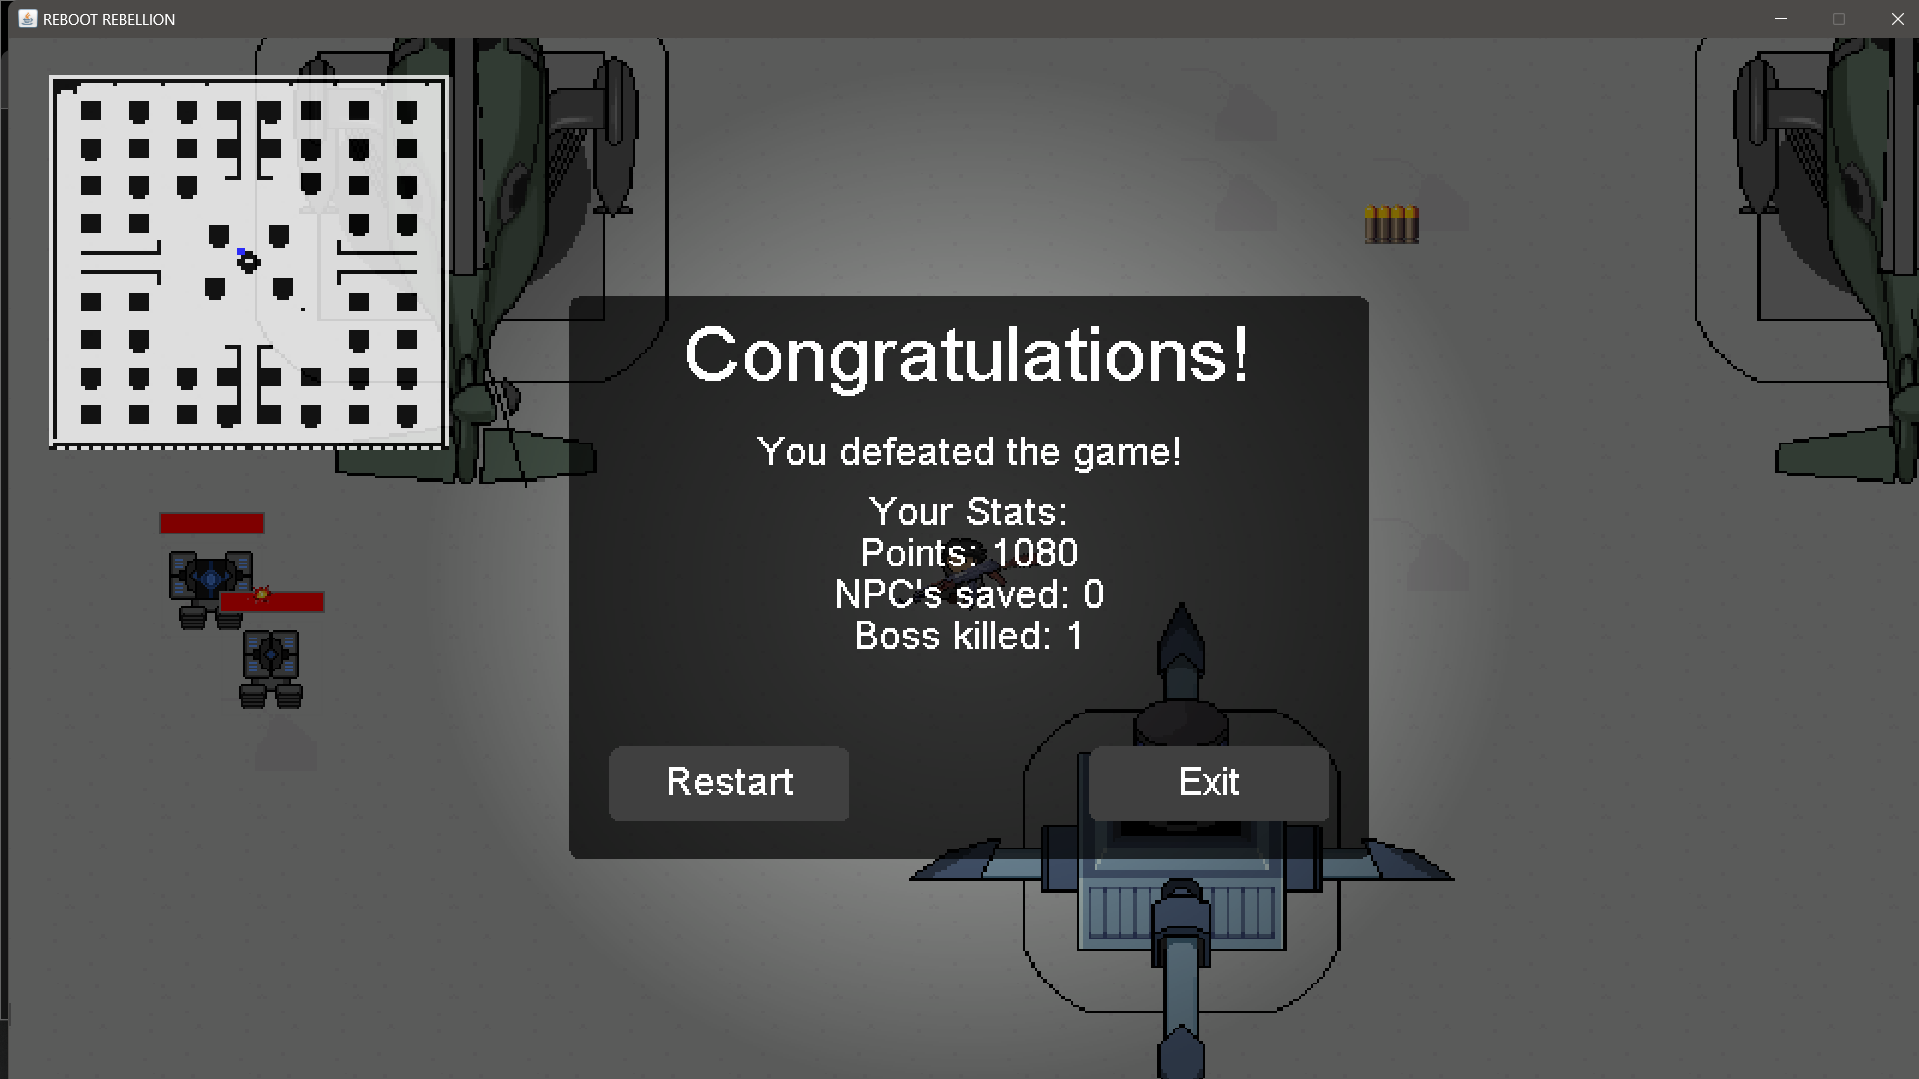 REBOOT REBELLION
Congratulations!
You defeated the game!
Your Stats:
Points: 1080
NPC's saved: 0
Boss killed: 1
Restart
Exit